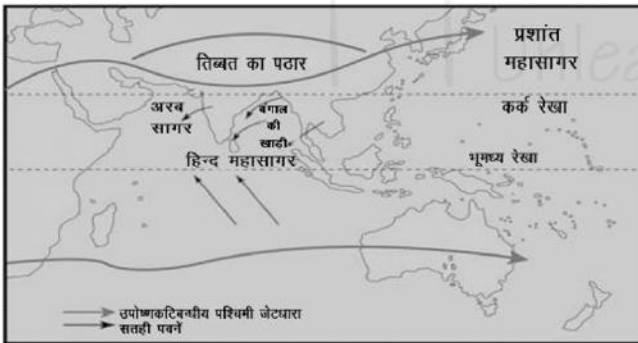 प्रशांत
महासागर
तिब्बत का पठार
अरब
सागर
बंगाल
की
खाड़ी
कर्क रेखा
हिन्द महासागर
भूमध्य रेखा
उपोष्णकटिबन्धीय पश्चिमी जेटधारा
सतही पवनें